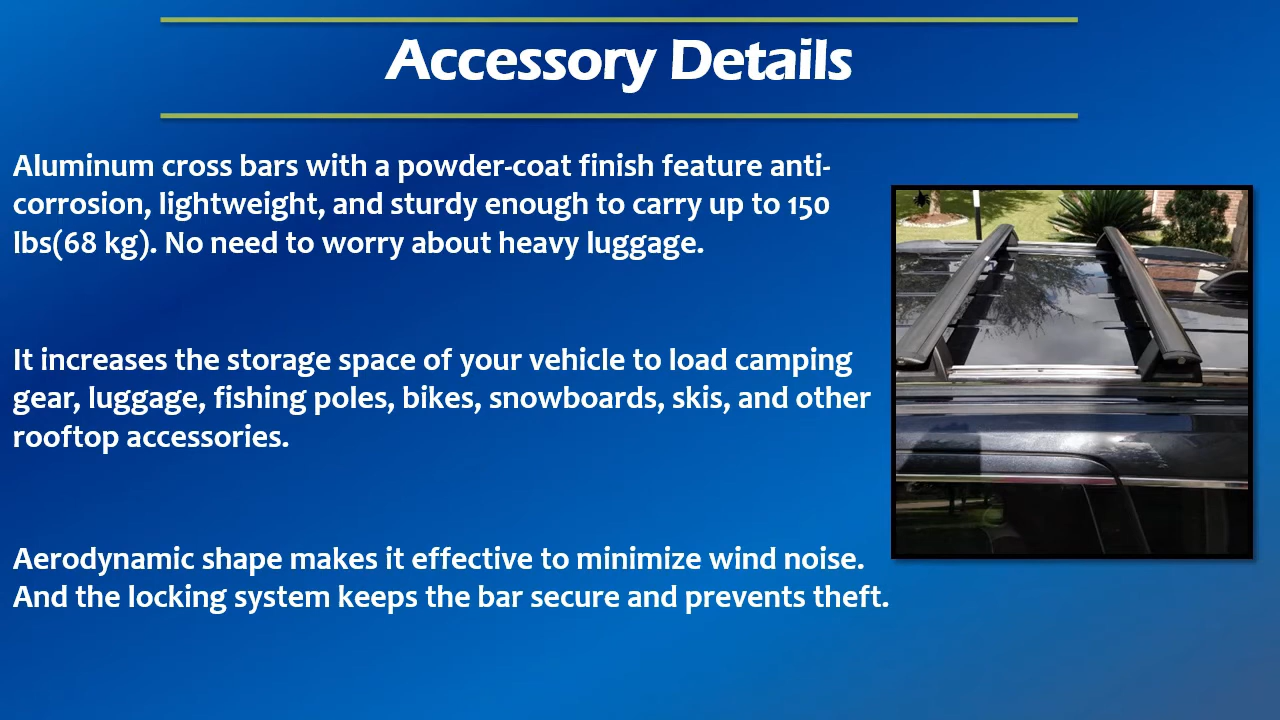 Accessory Details
Aluminum cross bars with a powder-coat finish feature anti-
corrosion, lightweight, and sturdy enough to carry up to 150
lbs(68 kg). No need to worry about heavy luggage.
It increases the storage space of your vehicle to load camping
gear, luggage, fishing poles, bikes, snowboards, skis, and other
rooftop accessories.
Aerodynamic shape makes it effective to minimize wind noise.
And the locking system keeps the bar secure and prevents theft.